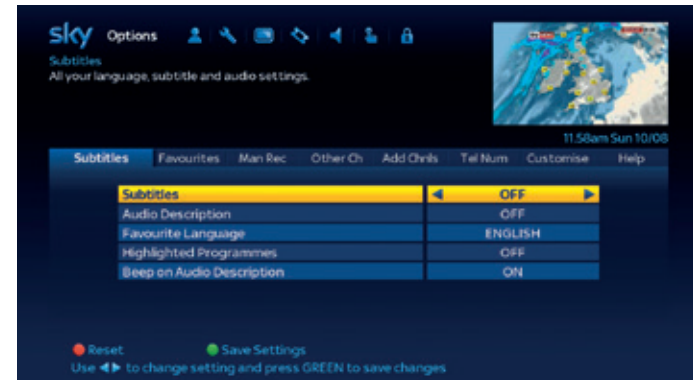 sky Options
Subtitles
All your language, subtitle and audio settings.
11.58am Sun 10/08
Subtitles Favourites Man Rec Other Ch Add Chnls Tel Num Customise Help
Subtitles OFF
Audio Description OFF
Favourite Language ENGLISH
Highlighted Programmes OFF
Beep on Audio Description ON
Reset Save Settings
Use ◀▶ to change setting and press GREEN to save changes